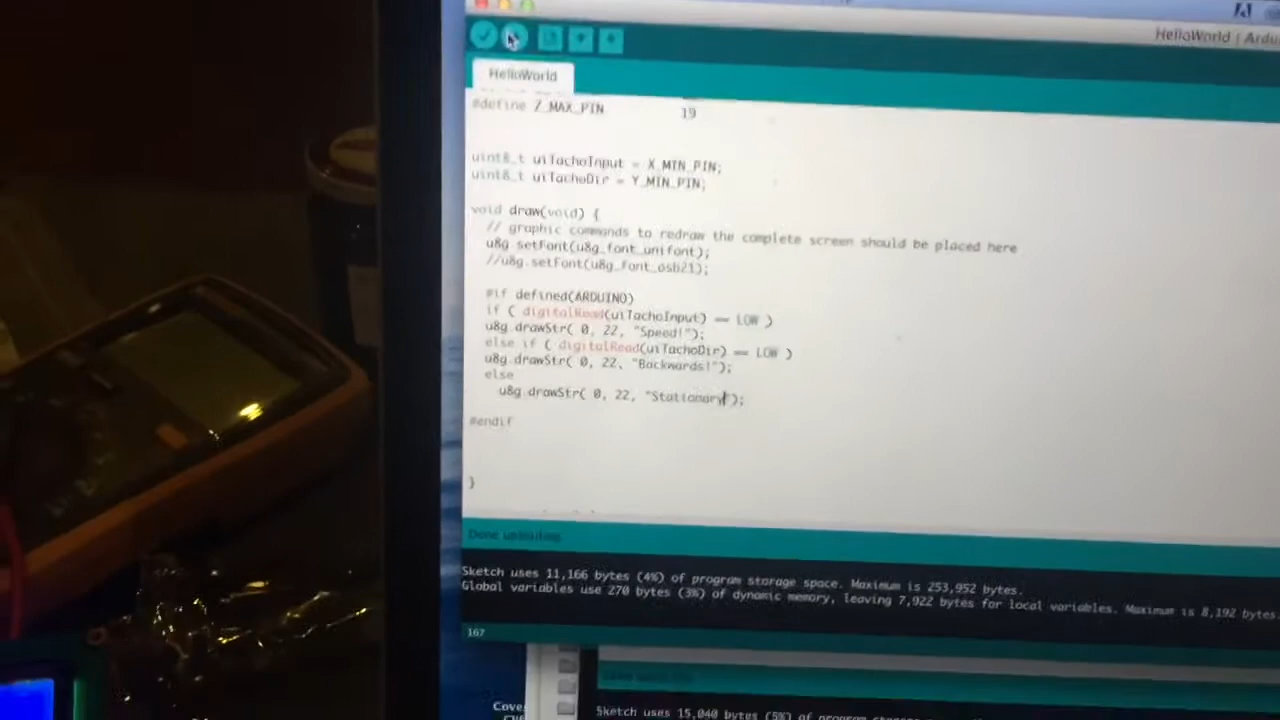 HelloWorld | Ardu
HelloWorld
#define Z_MAX_PIN 19
uint8_t uiTachoInput = X_MIN_PIN;
uint8_t uiTachoDir = Y_MIN_PIN;
void draw(void) {
// graphic commands to redraw the complete screen should be placed here
u8g.setFont(u8g_font_unifont);
//u8g.setFont(u8g_font_osb21);
#if defined(ARDUINO)
if ( digitalRead(uiTachoInput) == LOW )
u8g.drawStr( 0, 22, "Speed!");
else if ( digitalRead(uiTachoDir) == LOW )
u8g.drawStr( 0, 22, "Backwards!");
else
u8g.drawStr( 0, 22, "Stationary");
#endif
}
Done uploading.
Sketch uses 11,166 bytes (4%) of program storage space. Maximum is 253,952 bytes.
Global variables use 270 bytes (3%) of dynamic memory, leaving 7,922 bytes for local variables. Maximum is 8,192 bytes.
167
Cove
Sketch uses 15,040 bytes (5%) of program storage